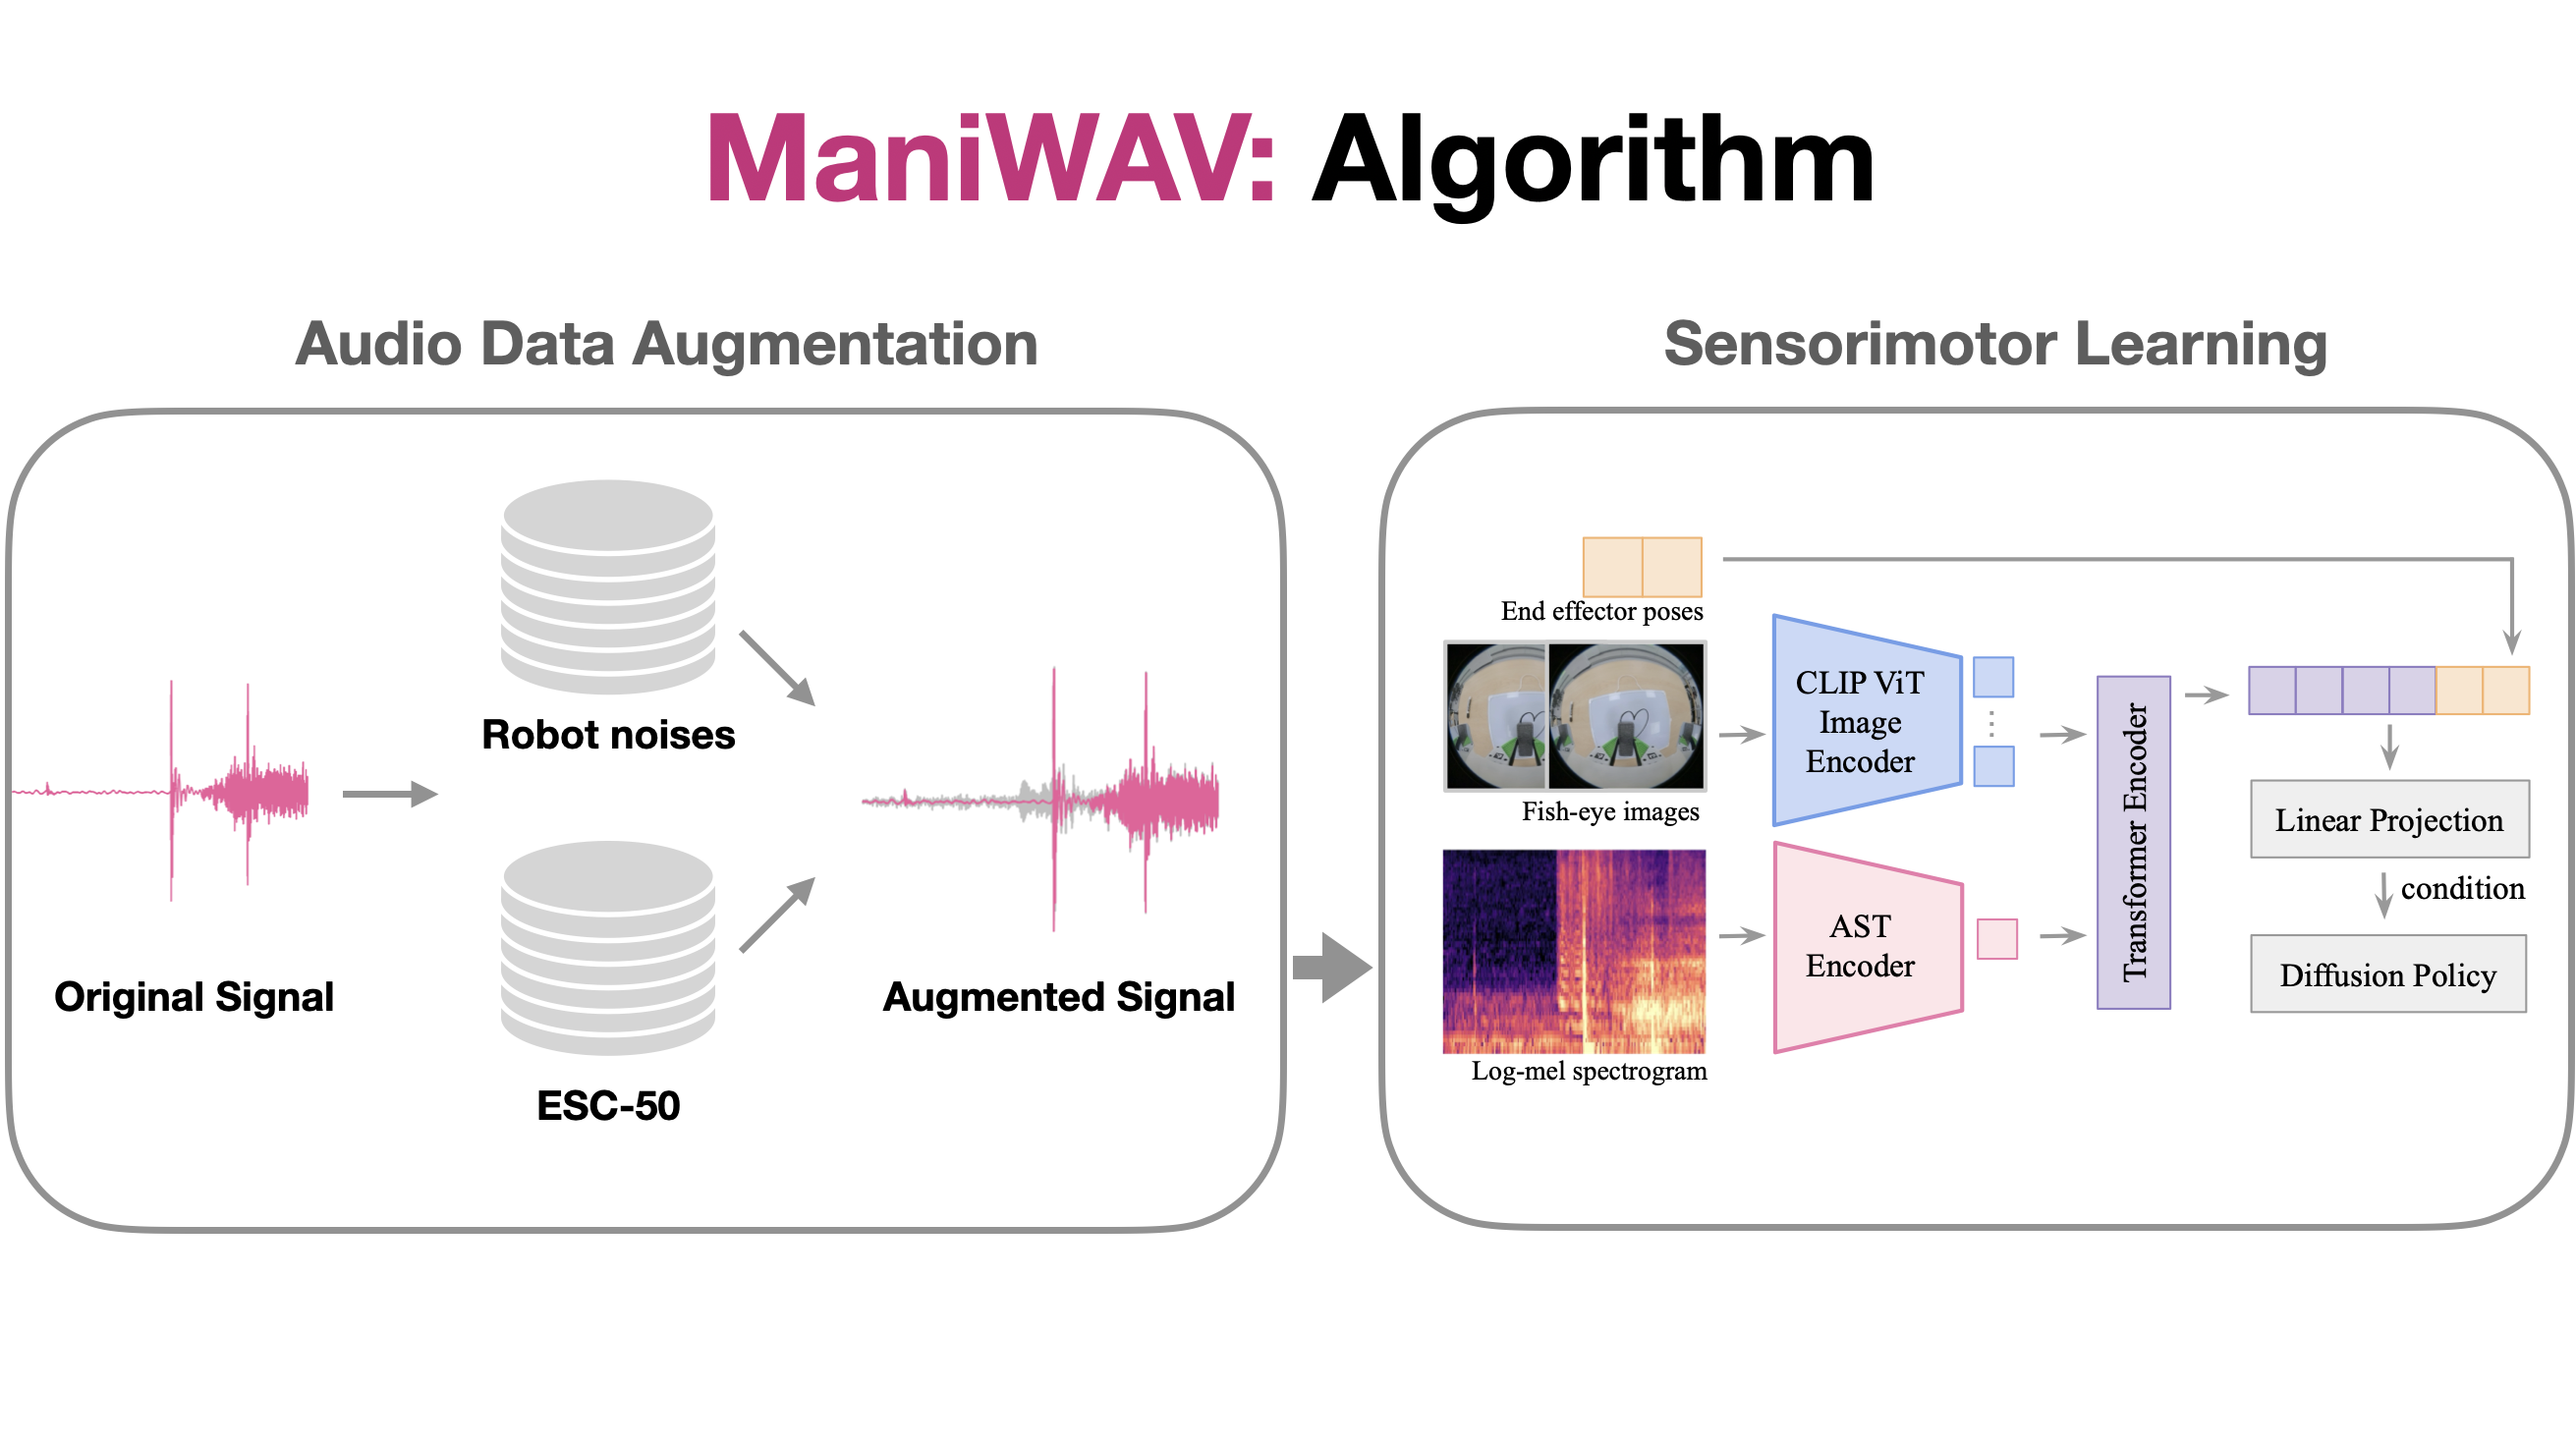 ManiWAV: Algorithm
Audio Data Augmentation
Sensorimotor Learning
Original Signal
Robot noises
ESC-50
Augmented Signal
End effector poses
Fish-eye images
Log-mel spectrogram
CLIP ViT
Image
Encoder
AST
Encoder
Transformer Encoder
Linear Projection
condition
Diffusion Policy